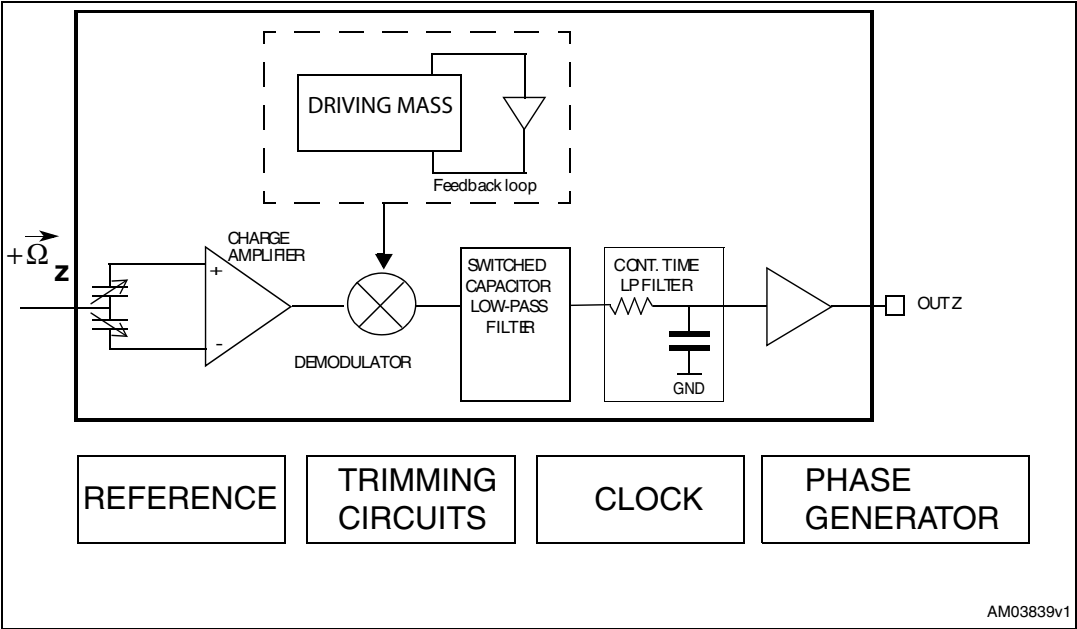 DRIVING MASS
Feedback loop
+Ω
Z
CHARGE
AMPLIFIER
+
-
DEMODULATOR
SWITCHED
CAPACITOR
LOW-PASS
FILTER
CONT. TIME
LP FILTER
GND
OUTZ
REFERENCE
TRIMMING
CIRCUITS
CLOCK
PHASE
GENERATOR
AM03839v1